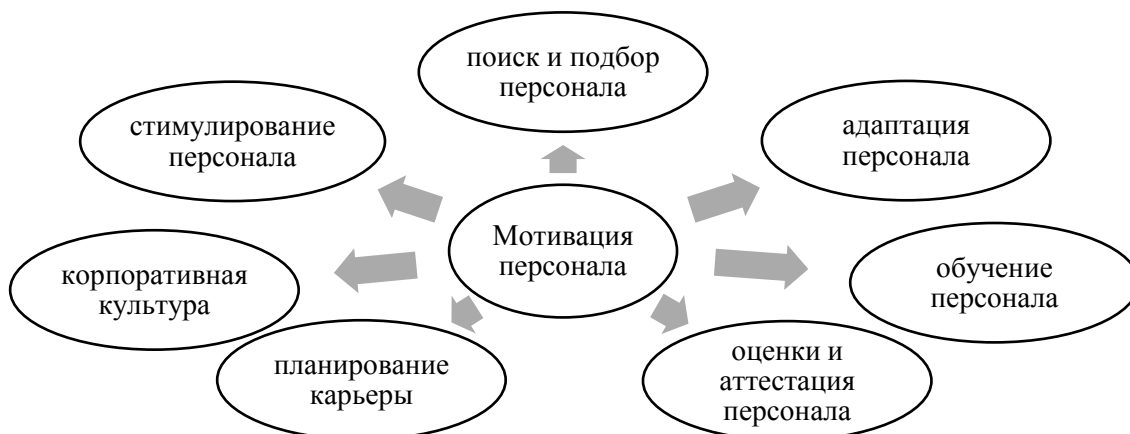 поиск и подбор
персонала
стимулирование
персонала
адаптация
персонала
Мотивация
персонала
корпоративная
культура
обучение
персонала
планирование
карьеры
оценки и
аттестация
персонала